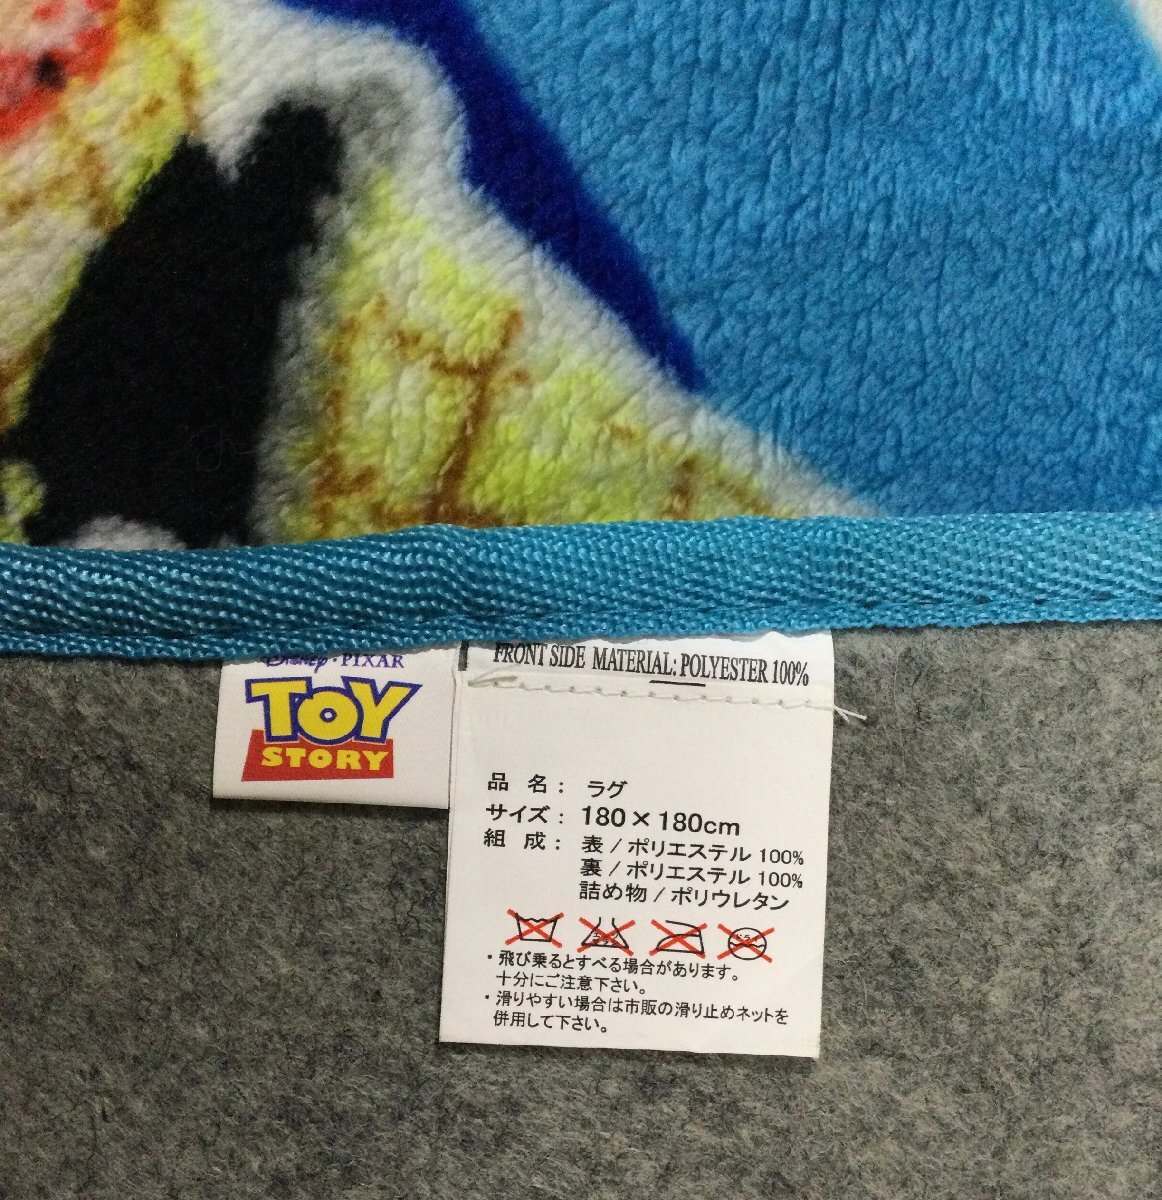 Disney · PIXAR
TOY
STORY
FRONT SIDE MATERIAL: POLYESTER 100%
品 名 : ラグ
サイズ : 180×180cm
組 成 : 表 / ポリエステル 100%
裏 / ポリエステル 100%
詰め物 / ポリウレタン
・飛び乗るとすべる場合があります。
十分にご注意下さい。
・滑りやすい場合は市販の滑り止めネットを
併用して下さい。